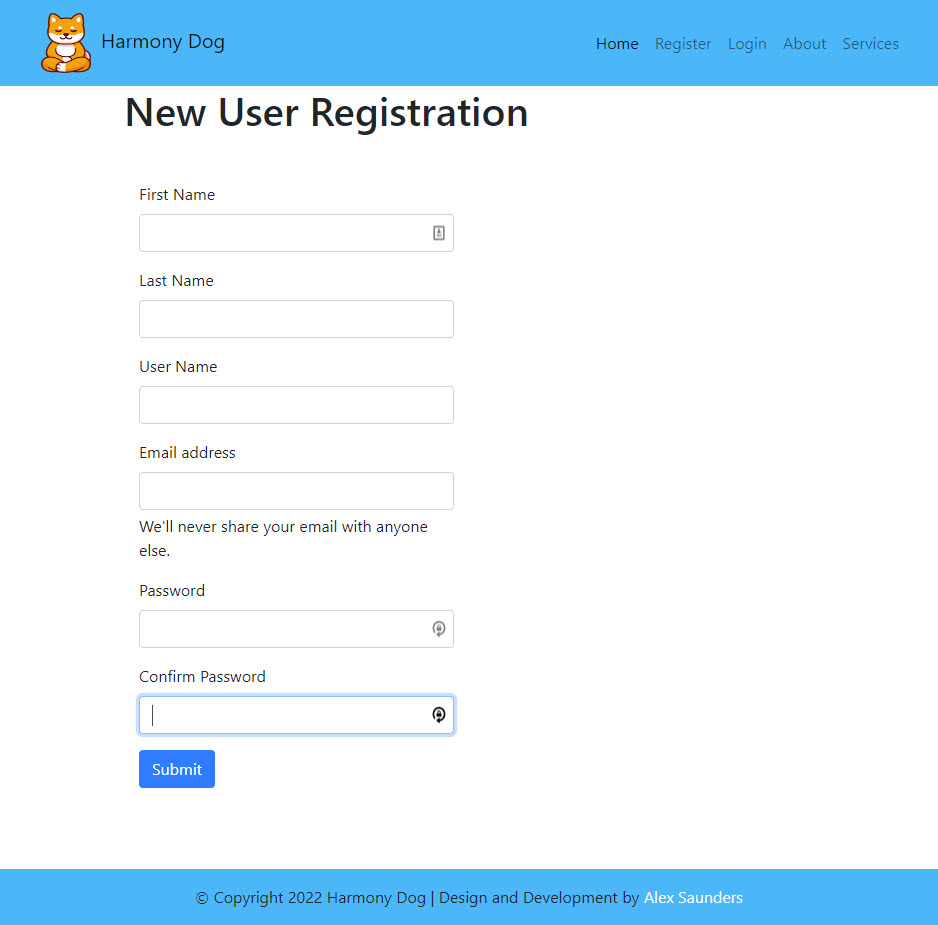 Harmony Dog
Home Register Login About Services
New User Registration
First Name
Last Name
User Name
Email address
We'll never share your email with anyone
else.
Password
Confirm Password
Submit
© Copyright 2022 Harmony Dog | Design and Development by Alex Saunders